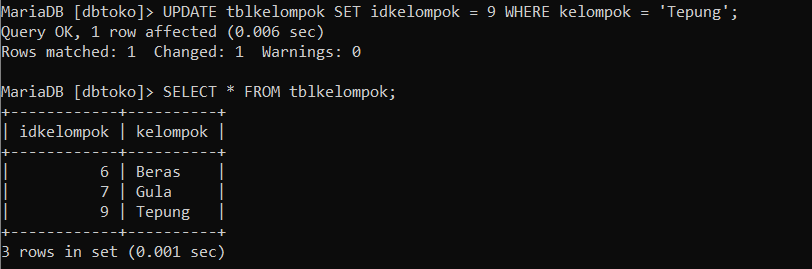 MariaDB [dbtoko]> UPDATE tblkelompok SET idkelompok = 9 WHERE kelompok = 'Tepung';
Query OK, 1 row affected (0.006 sec)
Rows matched: 1  Changed: 1  Warnings: 0

MariaDB [dbtoko]> SELECT * FROM tblkelompok;
+------------+----------+
| idkelompok | kelompok |
+------------+----------+
|          6 | Beras    |
|          7 | Gula     |
|          9 | Tepung   |
+------------+----------+
3 rows in set (0.001 sec)